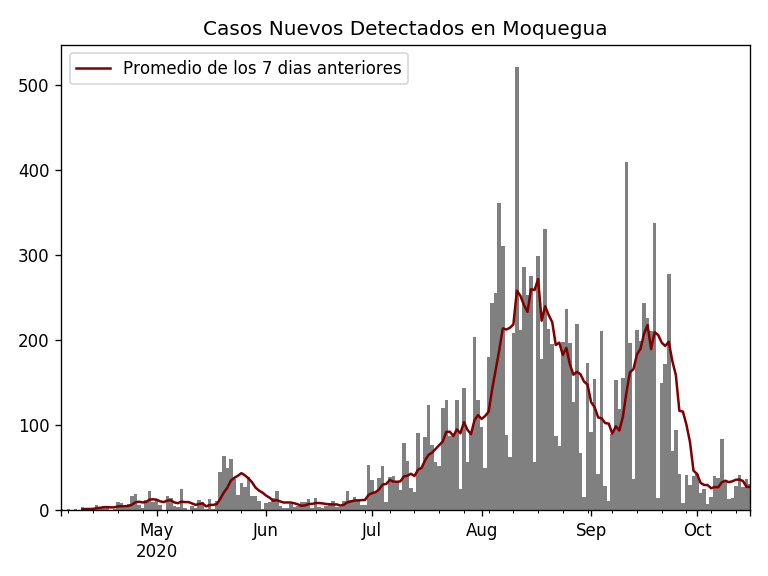 Casos Nuevos Detectados en Moquegua
Promedio de los 7 dias anteriores
500
400
300
200
100
0
May Jun Jul Aug Sep Oct
2020